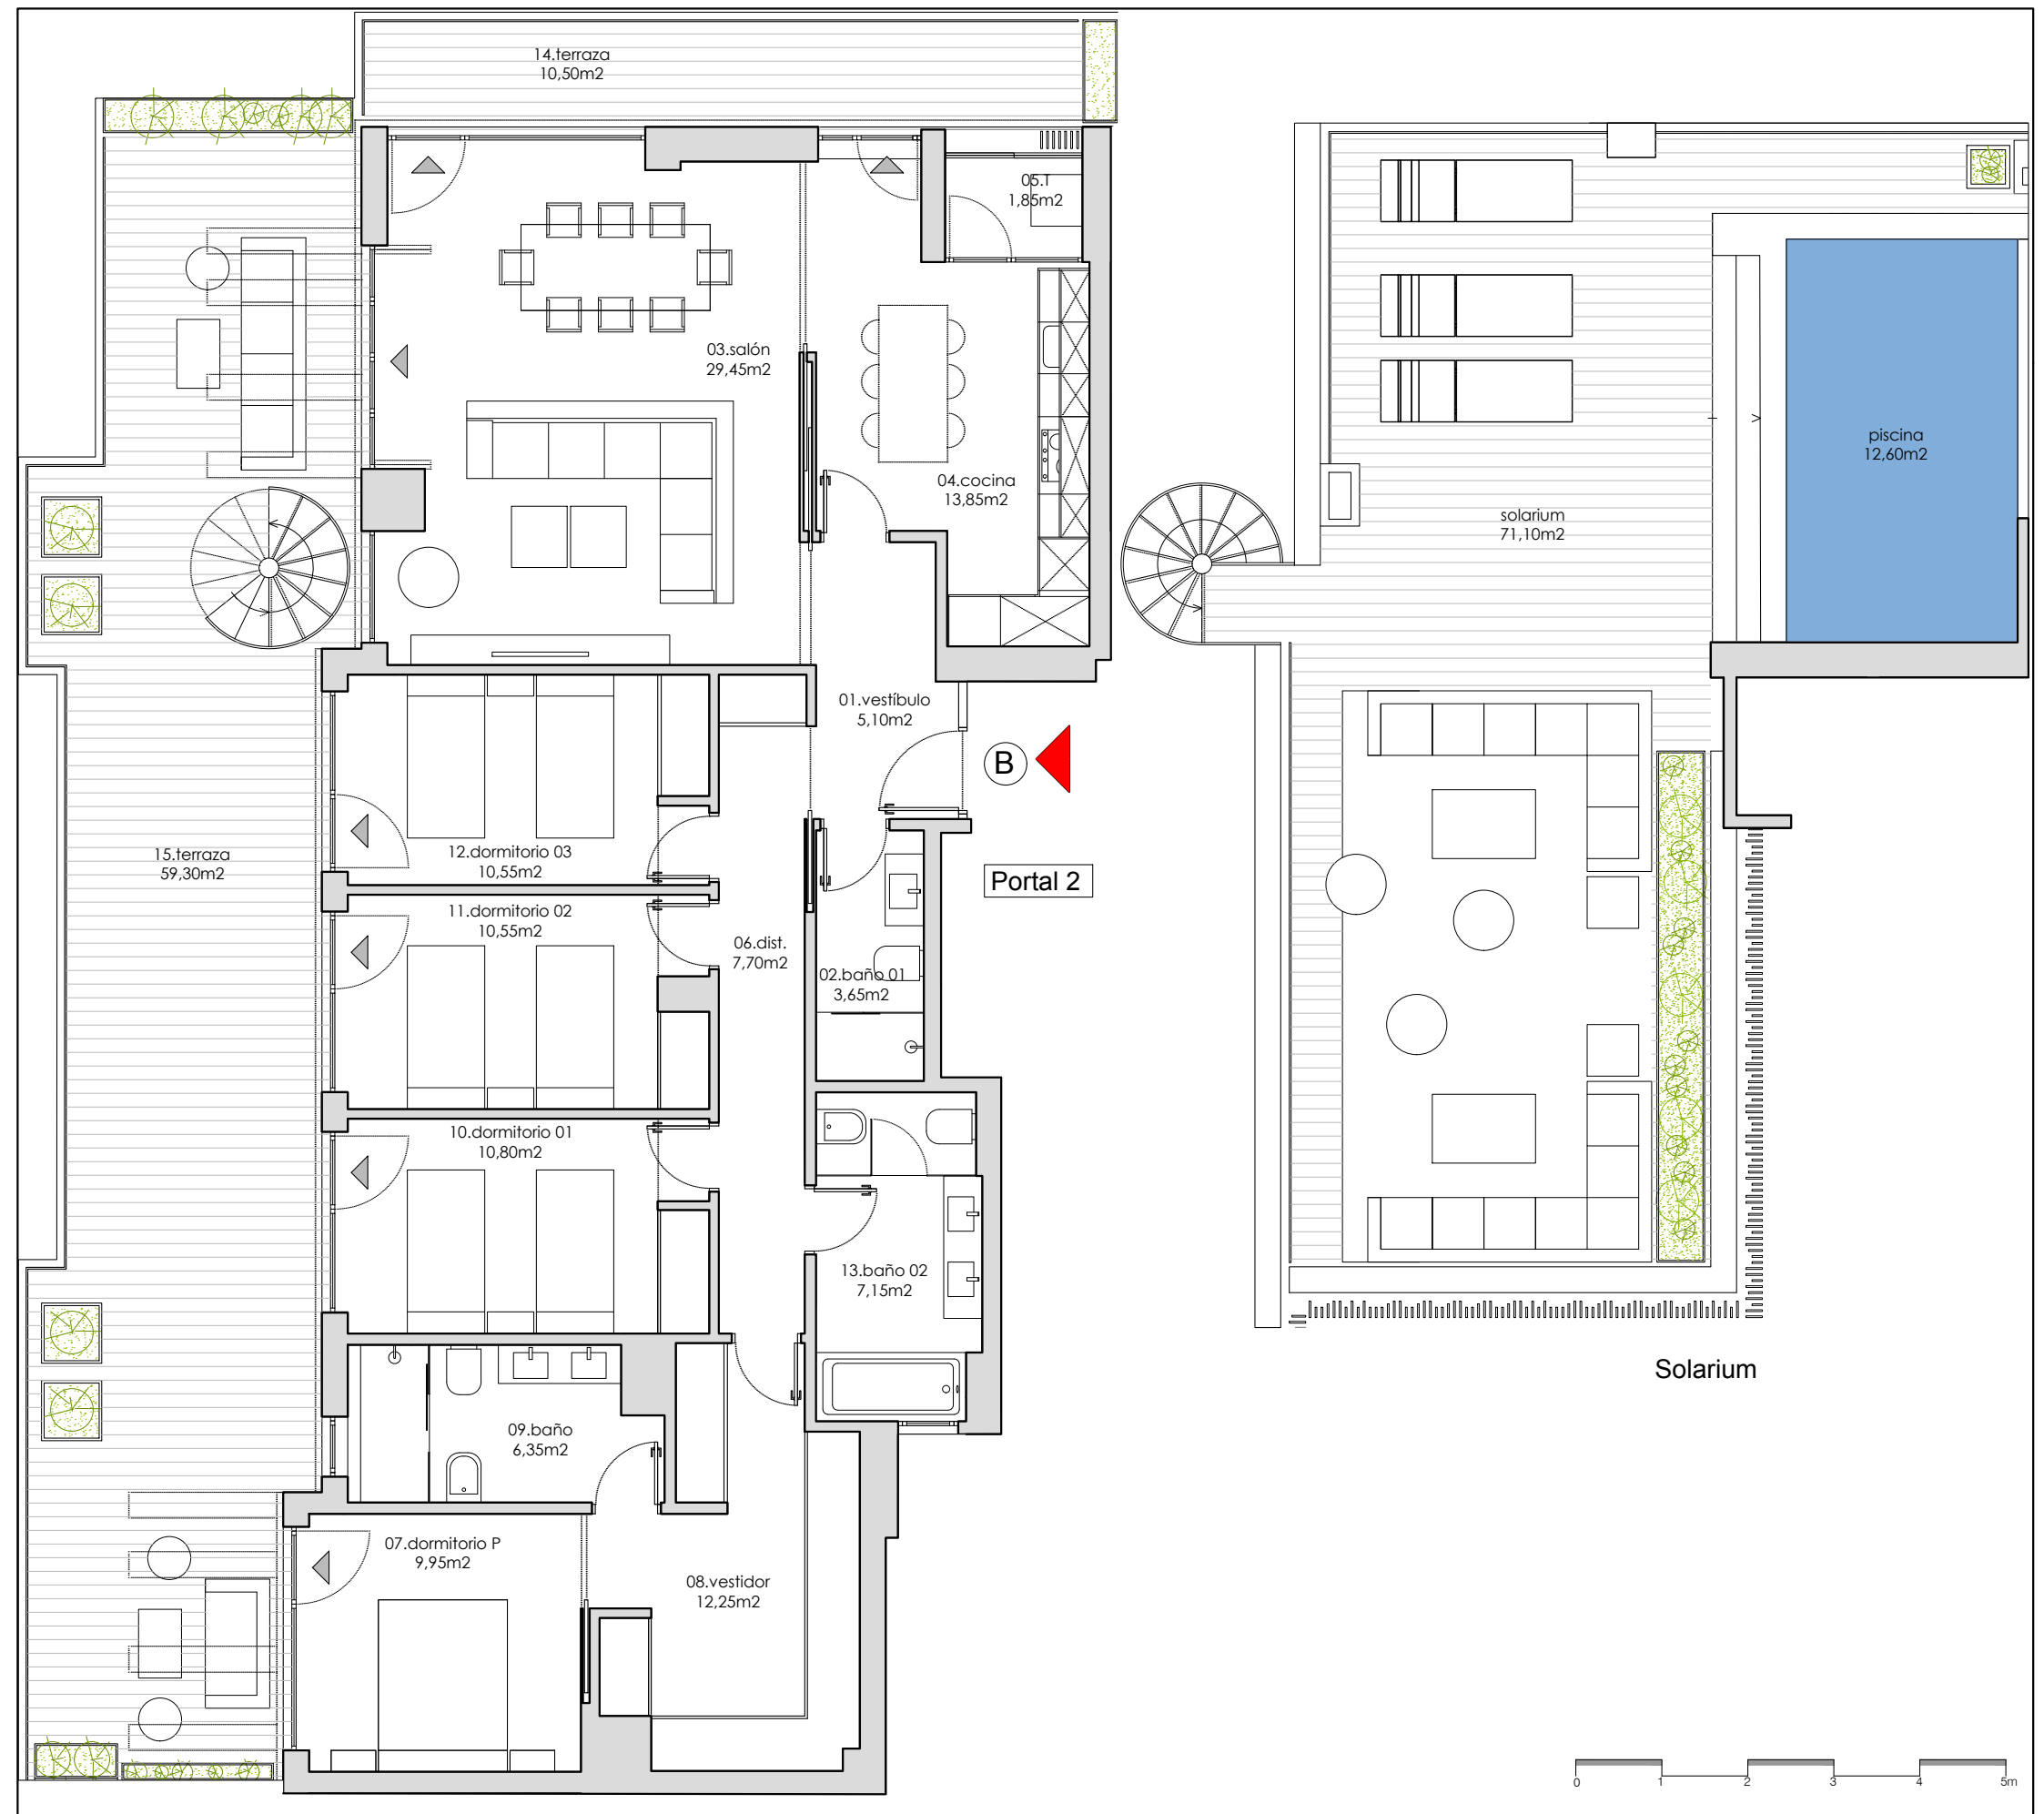 14.terraza
10,50m2
05.T
1,85m2
03.salón
29,45m2
04.cocina
13,85m2
piscina
12,60m2
solarium
71,10m2
01.vestíbulo
5,10m2
B
Portal 2
15.terraza
59,30m2
12.dormitorio 03
10,55m2
11.dormitorio 02
10,55m2
06.dist.
7,70m2
02.baño 01
3,65m2
10.dormitorio 01
10,80m2
13.baño 02
7,15m2
Solarium
09.baño
6,35m2
07.dormitorio P
9,95m2
08.vestidor
12,25m2
0 1 2 3 4 5m